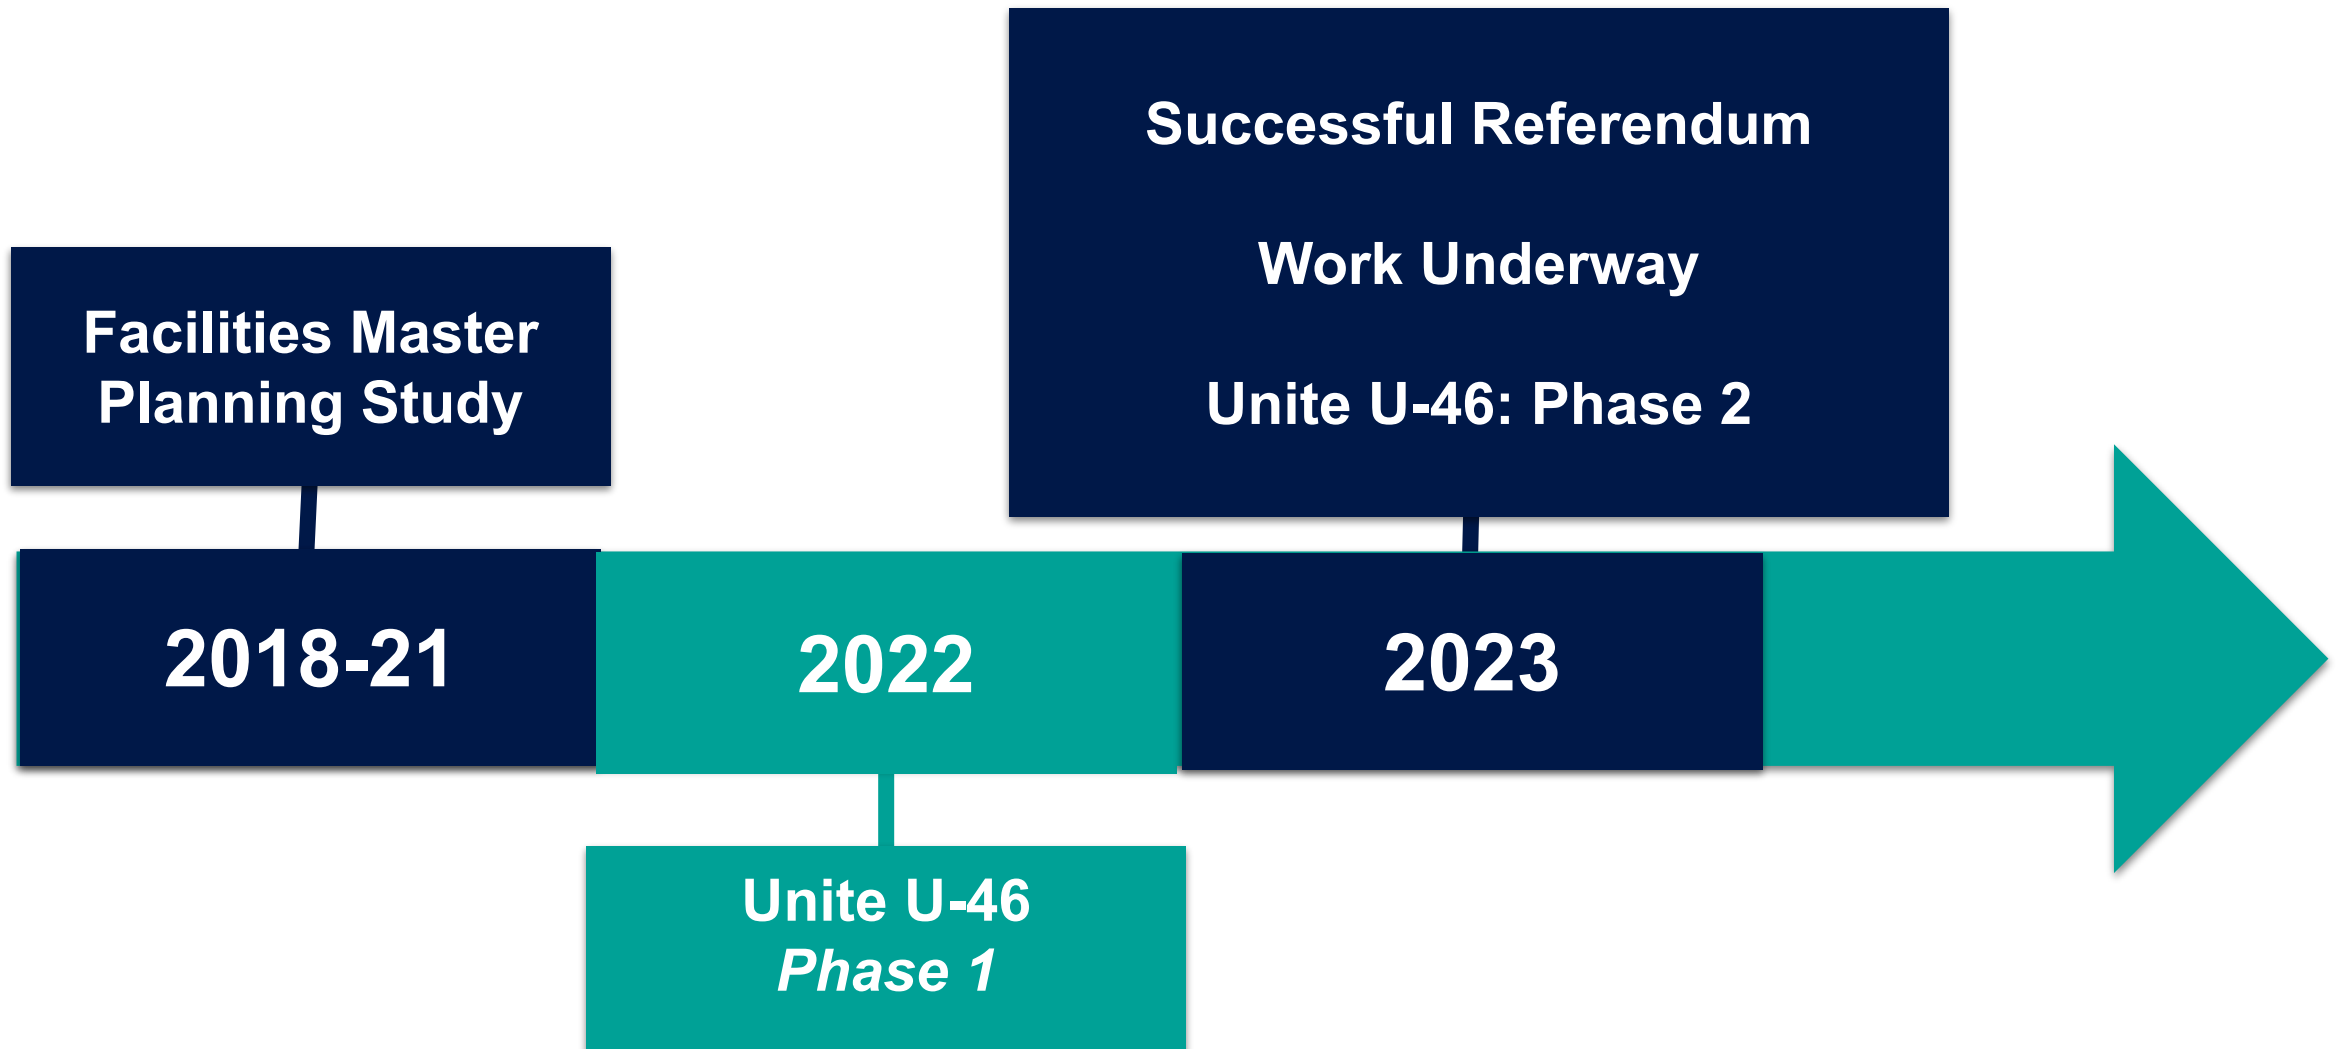 Successful Referendum
Work Underway
Unite U-46: Phase 2
Facilities Master
Planning Study
2018-21
2022
2023
Unite U-46
Phase 1